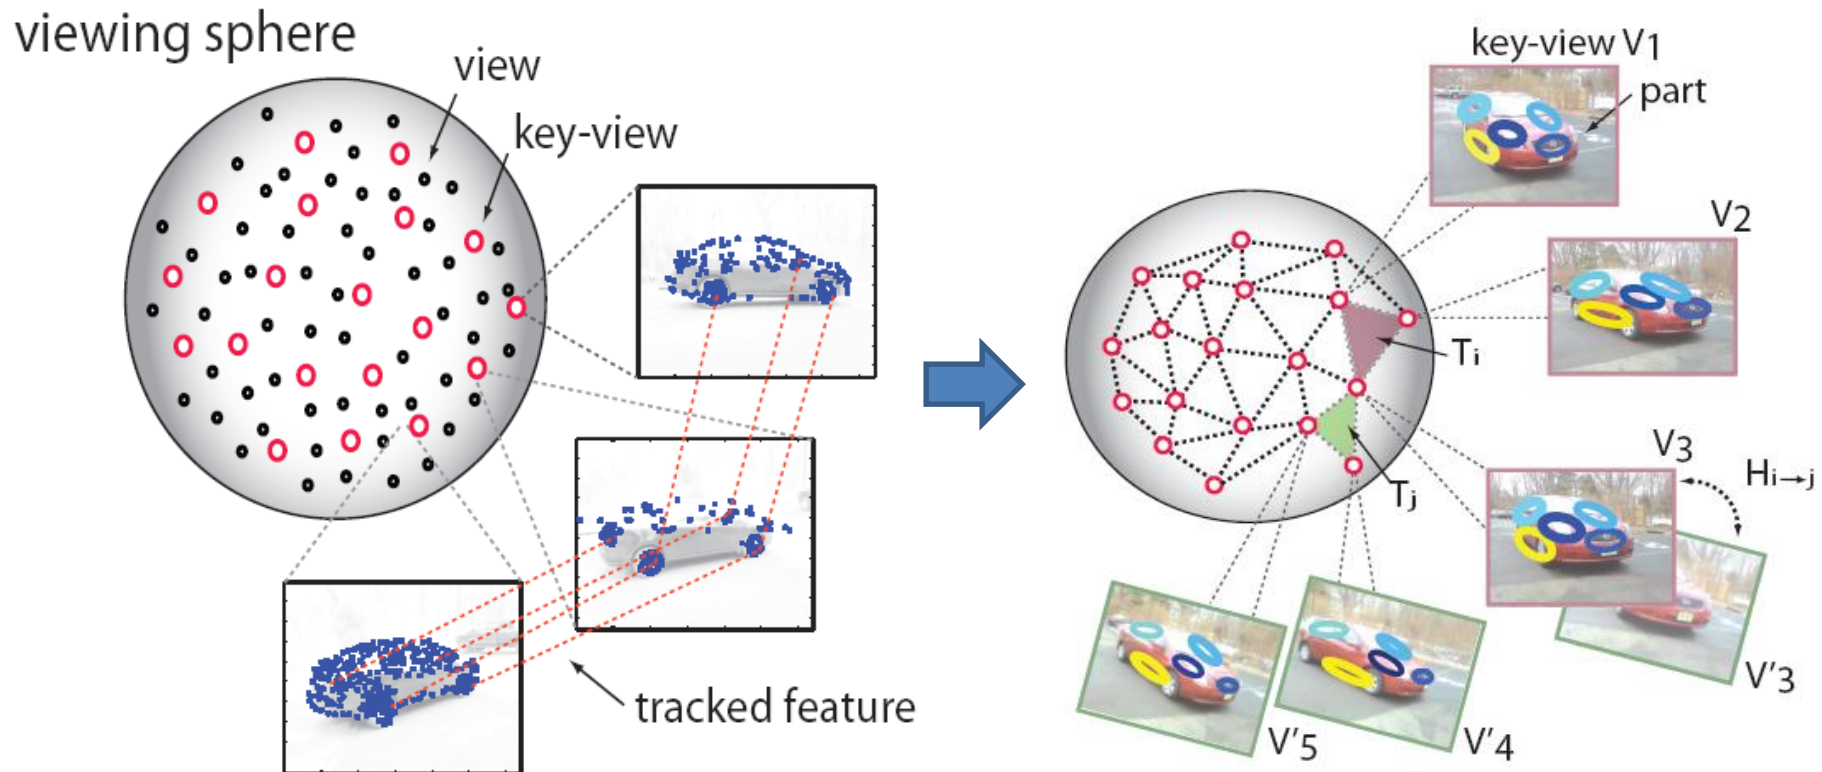 viewing sphere
view
key-view
tracked feature
key-view V1
part
V2
Ti
V3
Hi→j
Tj
V'3
V'5
V'4